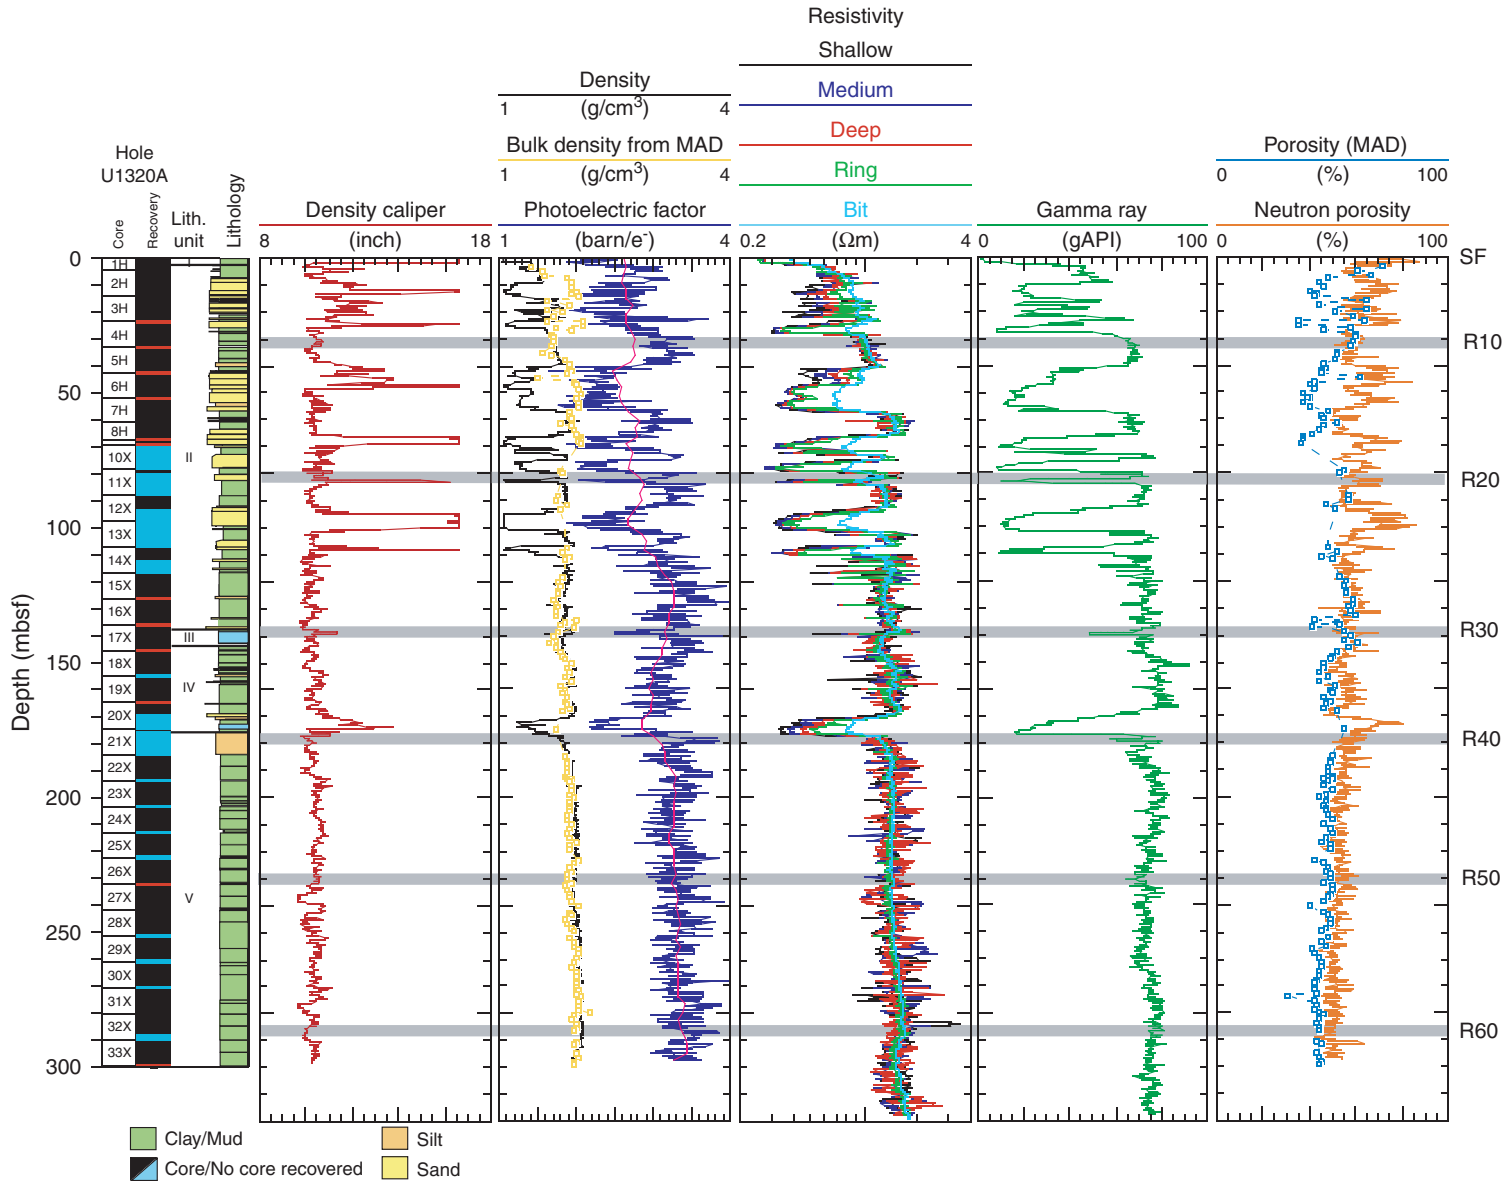 Resistivity
Shallow
Density
(g/cm3)
1 4
Medium
Deep
Hole
U1320A
Bulk density from MAD
1 (g/cm3) 4
Ring
Porosity (MAD)
0 (%) 100
Core
Recovery
Lith.
unit
Lithology
Density caliper
8 (inch) 18
Photoelectric factor
1 (barn/e-) 4
Bit
0.2 (Ωm) 4
Gamma ray
0 (gAPI) 100
Neutron porosity
0 (%) 100
Depth (mbsf)
0
50
100
150
200
250
300
1H
2H
3H
4H
5H
6H
7H
8H
10X
11X
12X
13X
14X
15X
16X
17X
18X
19X
20X
21X
22X
23X
24X
25X
26X
27X
28X
29X
30X
31X
32X
33X
I
II
III
IV
V
SF
R10
R20
R30
R40
R50
R60
Clay/Mud
Silt
Core/No core recovered
Sand